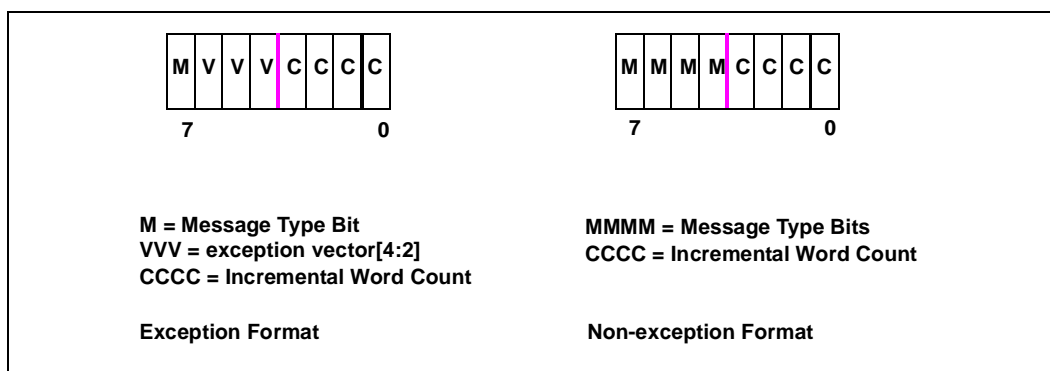 M V V V C C C C
7 0
M = Message Type Bit
VVV = exception vector[4:2]
CCCC = Incremental Word Count
Exception Format
M M M M C C C C
7 0
MMMM = Message Type Bits
CCCC = Incremental Word Count
Non-exception Format